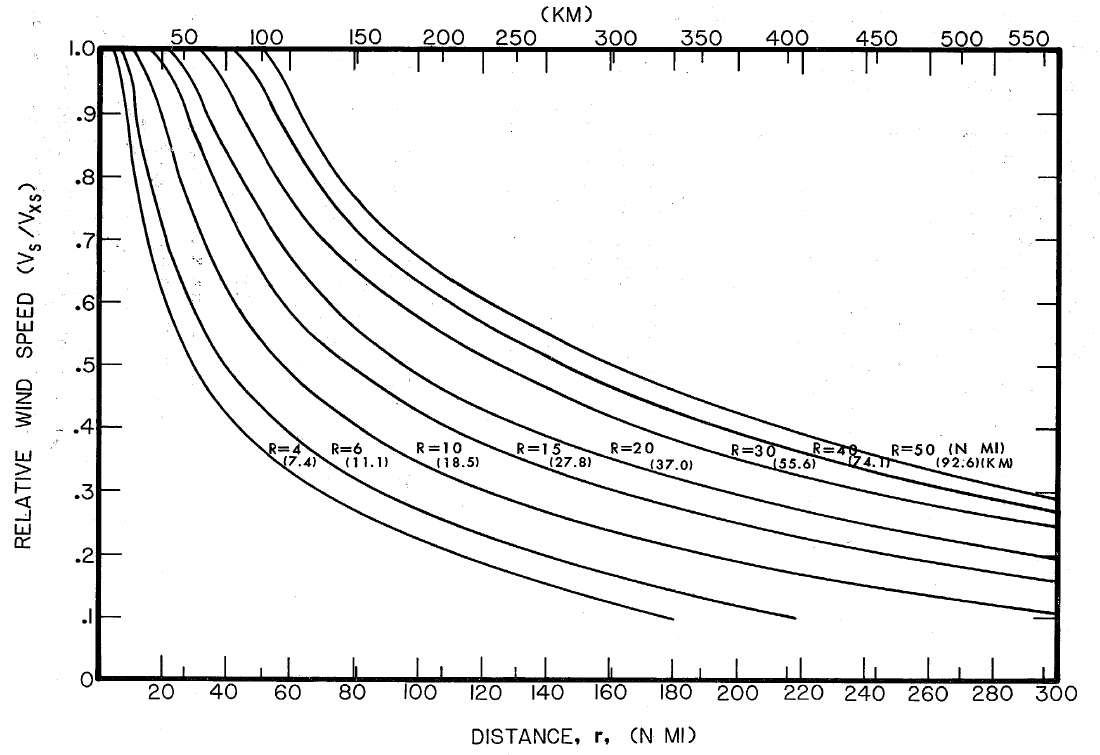 (KM)
50 100 150 200 250 300 350 400 450 500 550
1.0
.9
.8
.7
.6
.5
.4
.3
.2
.1
0
RELATIVE WIND SPEED (Vs/Vxs)
R=4 R=6 R=10 R=15 R=20 R=30 R=40 R=50 (N MI)
(7.4) (11.1) (18.5) (27.8) (37.0) (55.6) (74.1) (92.6)(KM)
20 40 60 80 100 120 140 160 180 200 220 240 260 280 300
DISTANCE, r, (N MI)